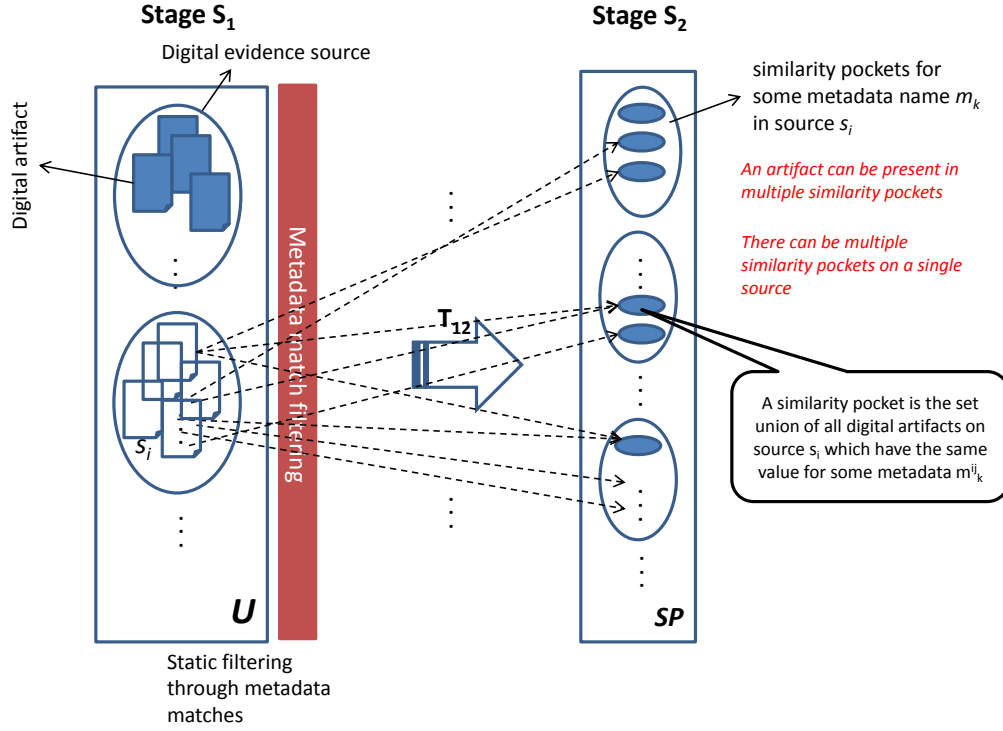 Stage S1
Stage S2
Digital evidence source
Digital artifact
similarity pockets for
some metadata name mk
in source si
An artifact can be present in
multiple similarity pockets
There can be multiple
similarity pockets on a single
source
Metadata match filtering
T12
A similarity pocket is the set
union of all digital artifacts on
source si which have the same
value for some metadata mijk
Si
U
SP
Static filtering
through metadata
matches